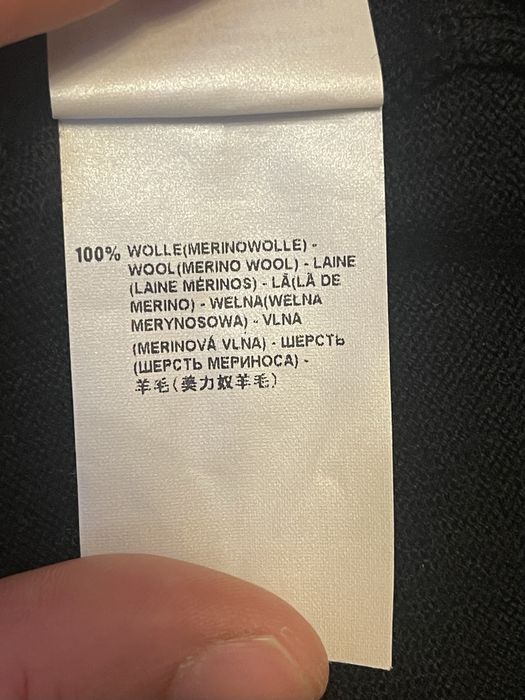 100% WOLLE(MERINOWOLLE) -
WOOL(MERINO WOOL) - LAINE
(LAINE MÉRINOS) - LÃ(LÃ DE
MERINO) - WEŁNA(WEŁNA
MERYNOSOWA) - VLNA
(MERINOVÁ VLNA) - ШЕРСТЬ
(ШЕРСТЬ МЕРИНОСА) -
羊毛(美力奴羊毛)